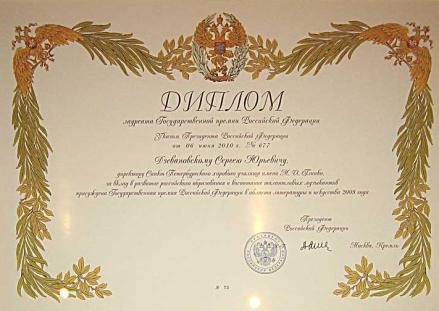 ДИПЛОМ
лауреата Государственной премии Российской Федерации
Указом Президента Российской Федерации
от 06 июня 2010 г. № 677
Дзевановскому Сергею Юрьевичу,
директору Санкт-Петербургского хорового училища имени М. И. Глинки,
за вклад в развитие российского образования и воспитание талантливых музыкантов
присуждена Государственная премия Российской Федерации в области литературы и искусства 2009 года
Президент
Российской Федерации
Москва, Кремль